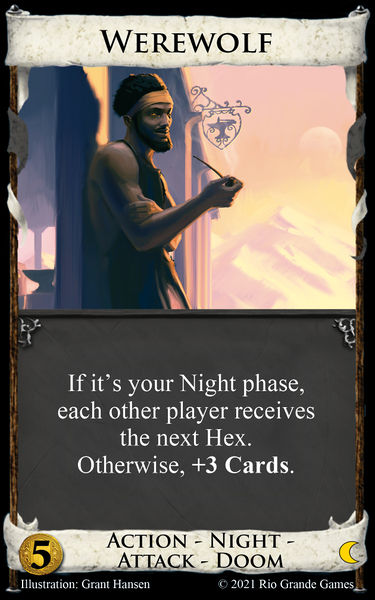 WEREWOLF
If it's your Night phase,
each other player receives
the next Hex.
Otherwise, +3 Cards.
5
ACTION - NIGHT -
ATTACK - DOOM
Illustration: Grant Hansen © 2021 Rio Grande Games